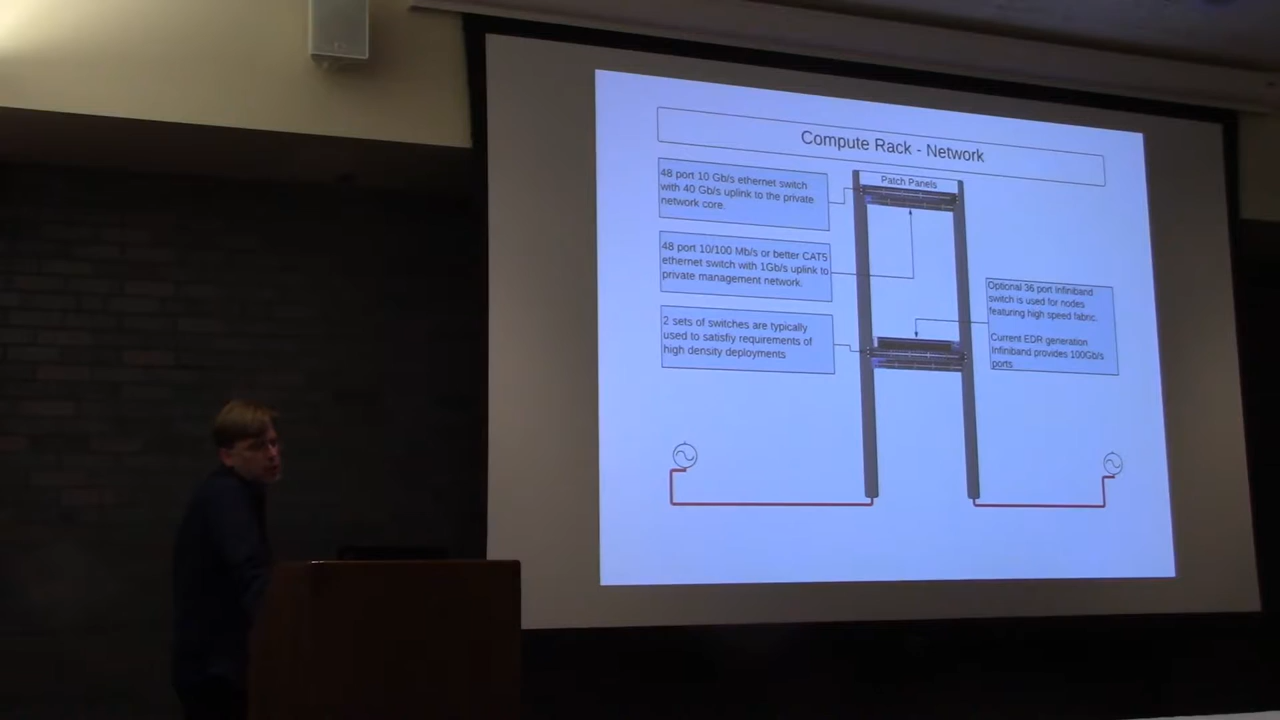 Compute Rack - Network
48 port 10 Gb/s ethernet switch
with 40 Gb/s uplink to the private
network core.
Patch Panels
48 port 10/100 Mb/s or better CAT5
ethernet switch with 1Gb/s uplink to
private management network.
2 sets of switches are typically
used to satisfiy requirements of
high density deployments
Optional 36 port Infiniband
switch is used for nodes
featuring high speed fabric.
Current EDR generation
Infiniband provides 100Gb/s
ports